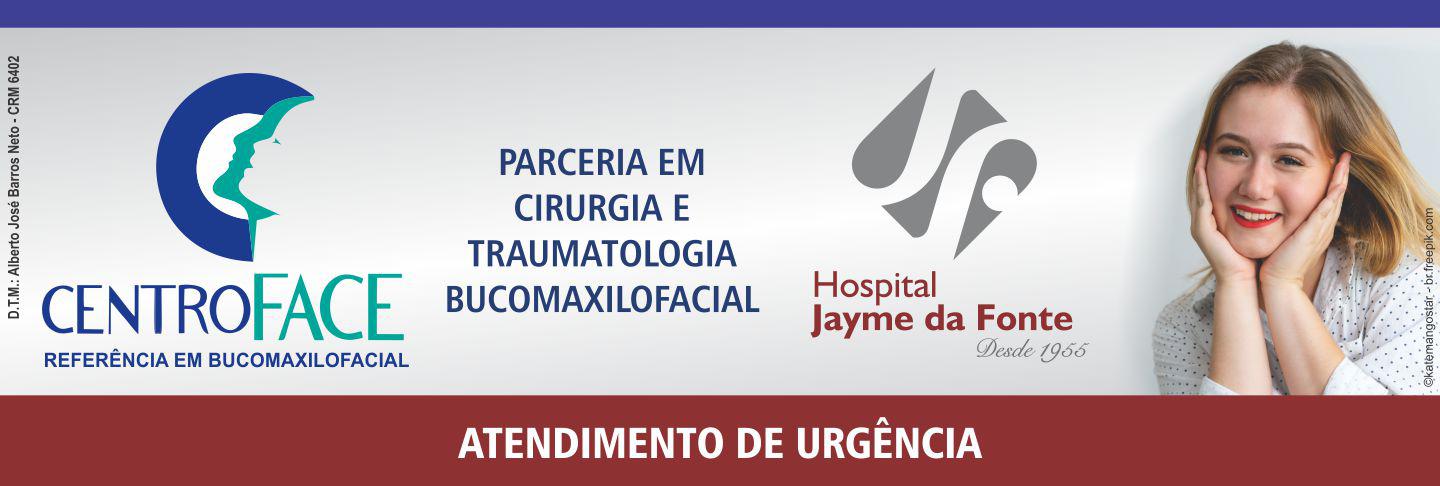 D.T.M.: Alberto José Barros Neto - CRM 6402
CENTROFACE
REFERÊNCIA EM BUCOMAXILOFACIAL
PARCERIA EM
CIRURGIA E
TRAUMATOLOGIA
BUCOMAXILOFACIAL
Hospital
Jayme da Fonte
Desde 1955
©katemangostar - br.freepik.com
ATENDIMENTO DE URGÊNCIA